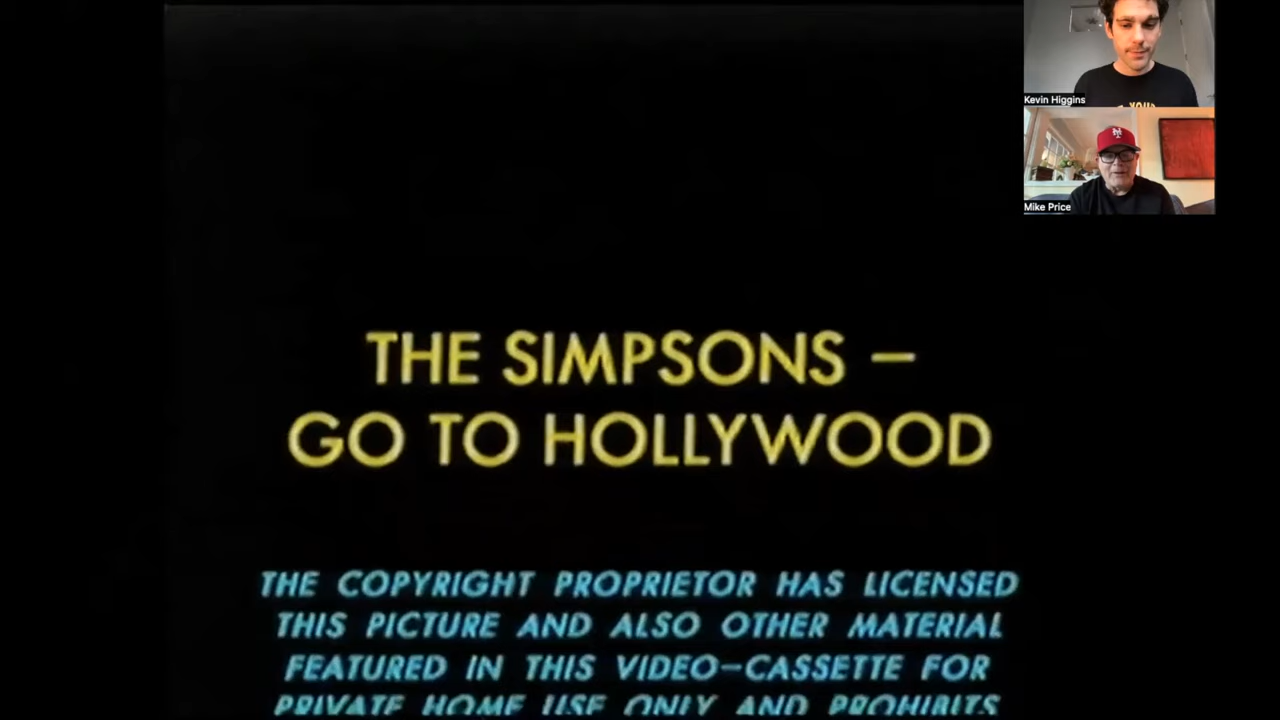 Kevin Higgins
Mike Price
THE SIMPSONS –
GO TO HOLLYWOOD
THE COPYRIGHT PROPRIETOR HAS LICENSED
THIS PICTURE AND ALSO OTHER MATERIAL
FEATURED IN THIS VIDEO–CASSETTE FOR
PRIVATE HOME USE ONLY AND PROHIBITS